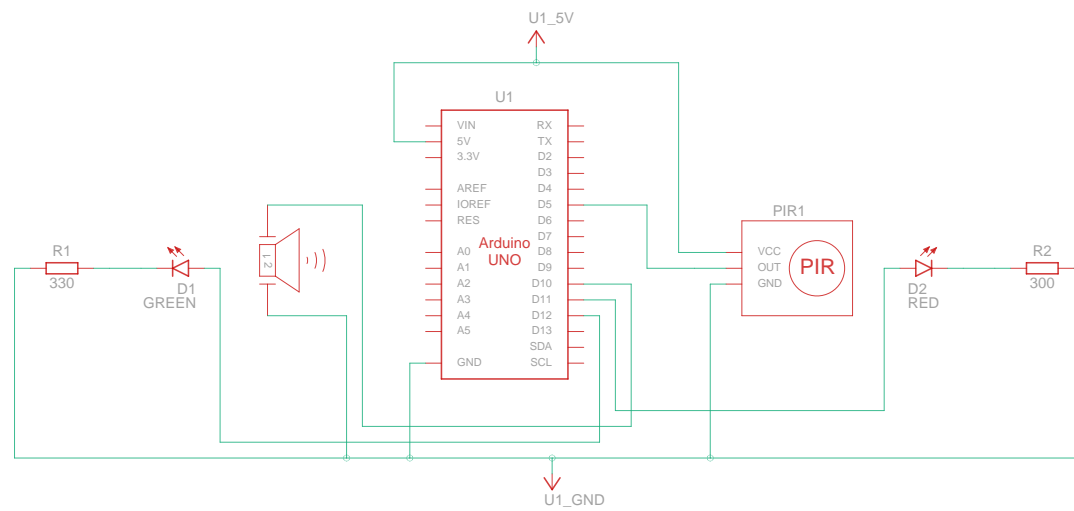 U1_5V
U1
VIN
5V
3.3V
AREF
IOREF
RES
A0
A1
A2
A3
A4
A5
GND
Arduino
UNO
RX
TX
D2
D3
D4
D5
D6
D7
D8
D9
D10
D11
D12
D13
SDA
SCL
R1
330
D1
GREEN
1 2
PIR1
VCC
OUT
GND
PIR
D2
RED
R2
300
U1_GND